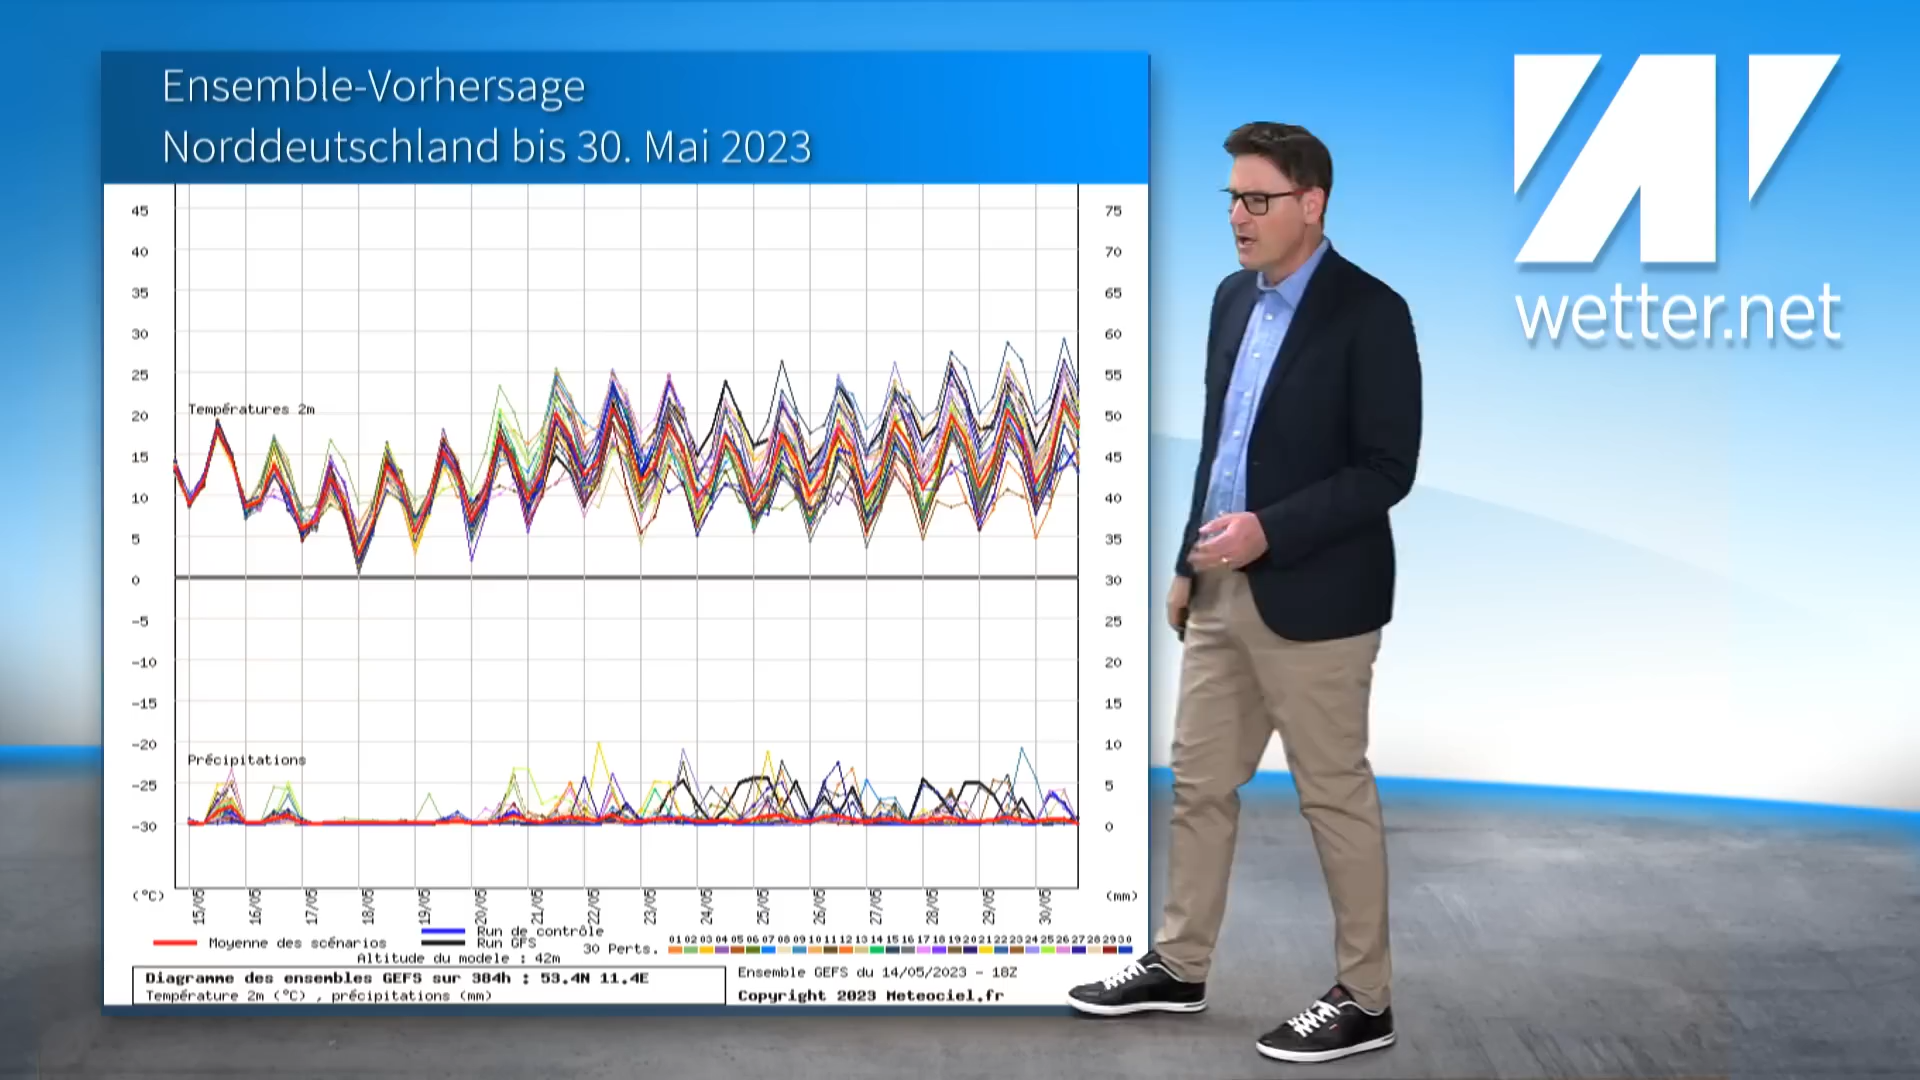 Ensemble-Vorhersage
Norddeutschland bis 30. Mai 2023
wetter.net
45
40
35
30
25
20
15
10
5
0
-5
-10
-15
-20
-25
-30
(°C)
75
70
65
60
55
50
45
40
35
30
25
20
15
10
5
0
(mm)
Températures 2m
Précipitations
15/05
16/05
17/05
18/05
19/05
20/05
21/05
22/05
23/05
24/05
25/05
26/05
27/05
28/05
29/05
30/05
Moyenne des scénarios
Run de contrôle
Run GFS
Altitude du modele : 42m
30 Perts.
01 02 03 04 05 06 07 08 09 10 11 12 13 14 15 16 17 18 19 20 21 22 23 24 25 26 27 28 29 30
Diagramme des ensembles GEFS sur 384h : 53.4N 11.4E
Température 2m (°C) , précipitations (mm)
Ensemble GEFS du 14/05/2023 - 18Z
Copyright 2023 Meteociel.fr